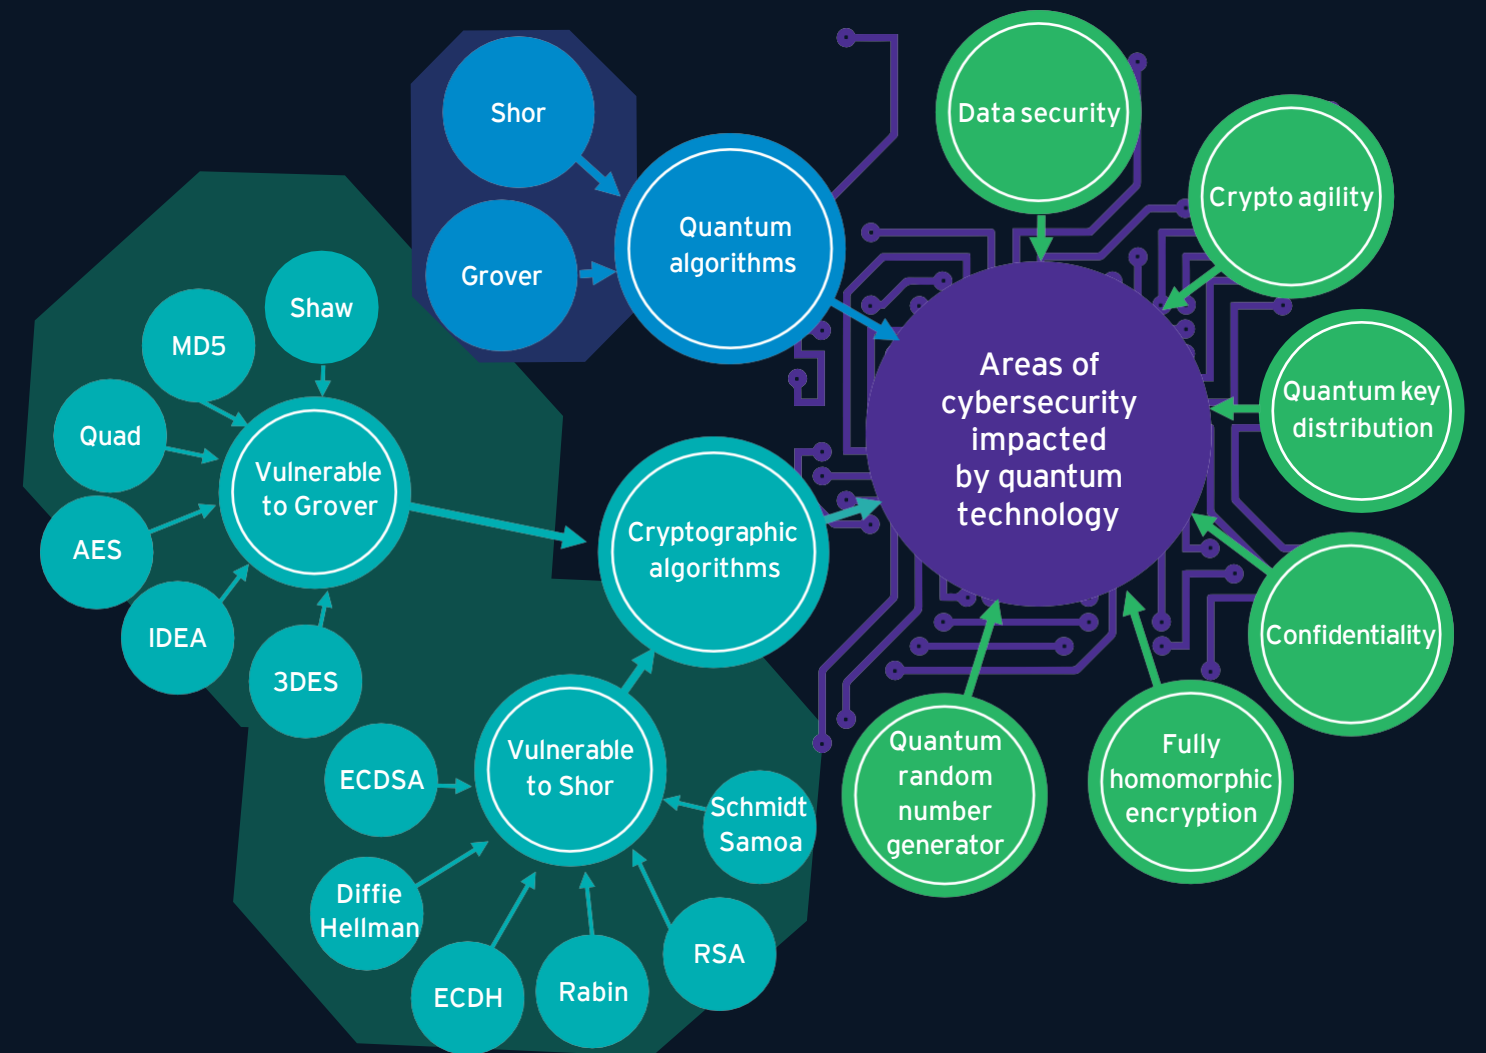 Shor
Grover
Quantum
algorithms
Data security
Crypto agility
Quantum key
distribution
Confidentiality
Fully
homomorphic
encryption
Quantum
random
number
generator
Areas of
cybersecurity
impacted
by quantum
technology
Shaw
MD5
Quad
AES
IDEA
3DES
Vulnerable
to Grover
Cryptographic
algorithms
Vulnerable
to Shor
ECDSA
Diffie
Hellman
ECDH
Rabin
RSA
Schmidt
Samoa